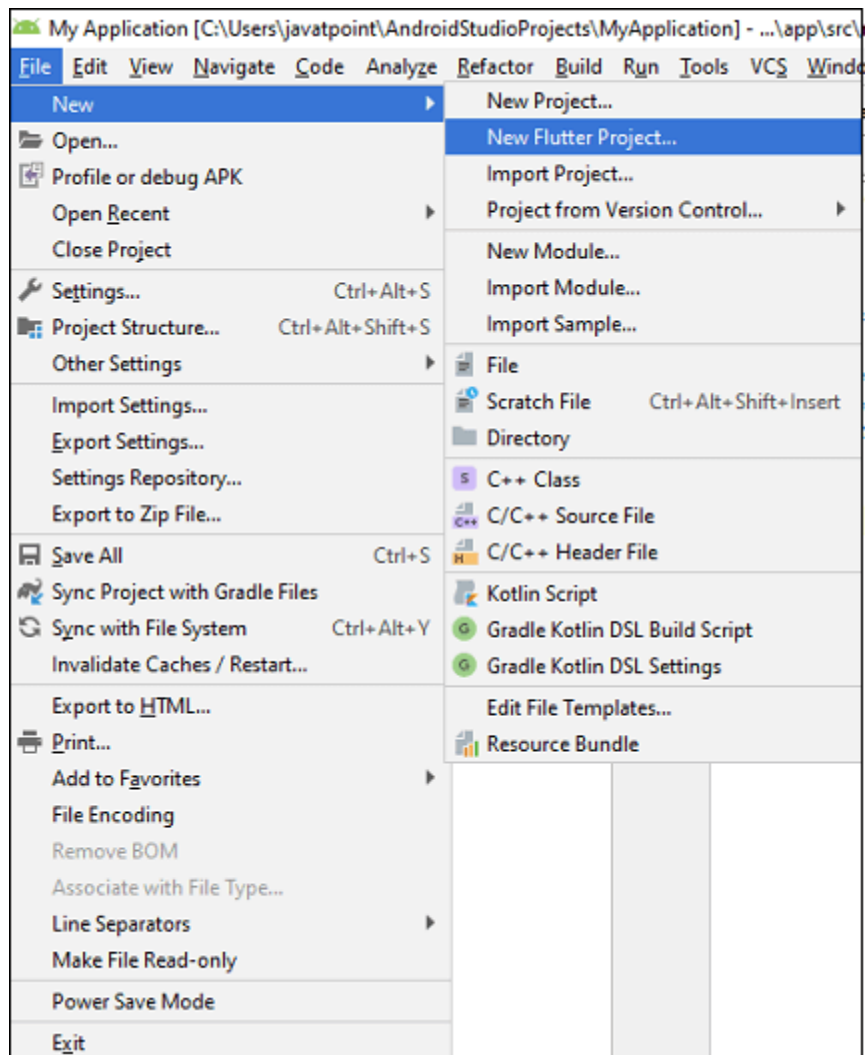 My Application [C:\Users\javatpoint\AndroidStudioProjects\MyApplication] - ...\app\src\
File Edit View Navigate Code Analyze Refactor Build Run Tools VCS Windo
New
Open...
Profile or debug APK
Open Recent
Close Project
Settings... Ctrl+Alt+S
Project Structure... Ctrl+Alt+Shift+S
Other Settings
Import Settings...
Export Settings...
Settings Repository...
Export to Zip File...
Save All Ctrl+S
Sync Project with Gradle Files
Sync with File System Ctrl+Alt+Y
Invalidate Caches / Restart...
Export to HTML...
Print...
Add to Favorites
File Encoding
Remove BOM
Associate with File Type...
Line Separators
Make File Read-only
Power Save Mode
Exit
New Project...
New Flutter Project...
Import Project...
Project from Version Control...
New Module...
Import Module...
Import Sample...
File
Scratch File Ctrl+Alt+Shift+Insert
Directory
S C++ Class
C++ C/C++ Source File
H C/C++ Header File
Kotlin Script
G Gradle Kotlin DSL Build Script
G Gradle Kotlin DSL Settings
Edit File Templates...
Resource Bundle